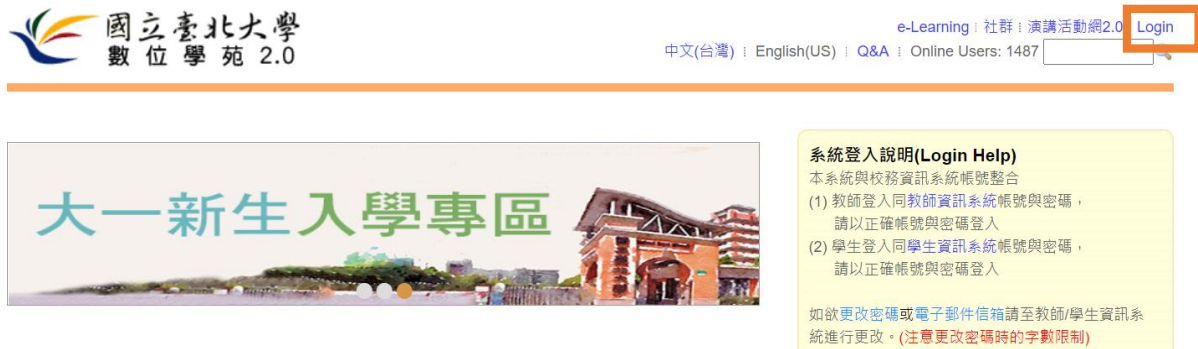 國立臺北大學
數位學苑 2.0
e-Learning ⁝ 社群 ⁝ 演講活動網2.0 Login
中文(台灣) ⁝ English(US) ⁝ Q&A ⁝ Online Users: 1487
大一新生入學專區
系統登入說明(Login Help)
本系統與校務資訊系統帳號整合
(1) 教師登入同教師資訊系統帳號與密碼，
請以正確帳號與密碼登入
(2) 學生登入同學生資訊系統帳號與密碼，
請以正確帳號與密碼登入
如欲更改密碼或電子郵件信箱請至教師/學生資訊系
統進行更改。(注意更改密碼時的字數限制)